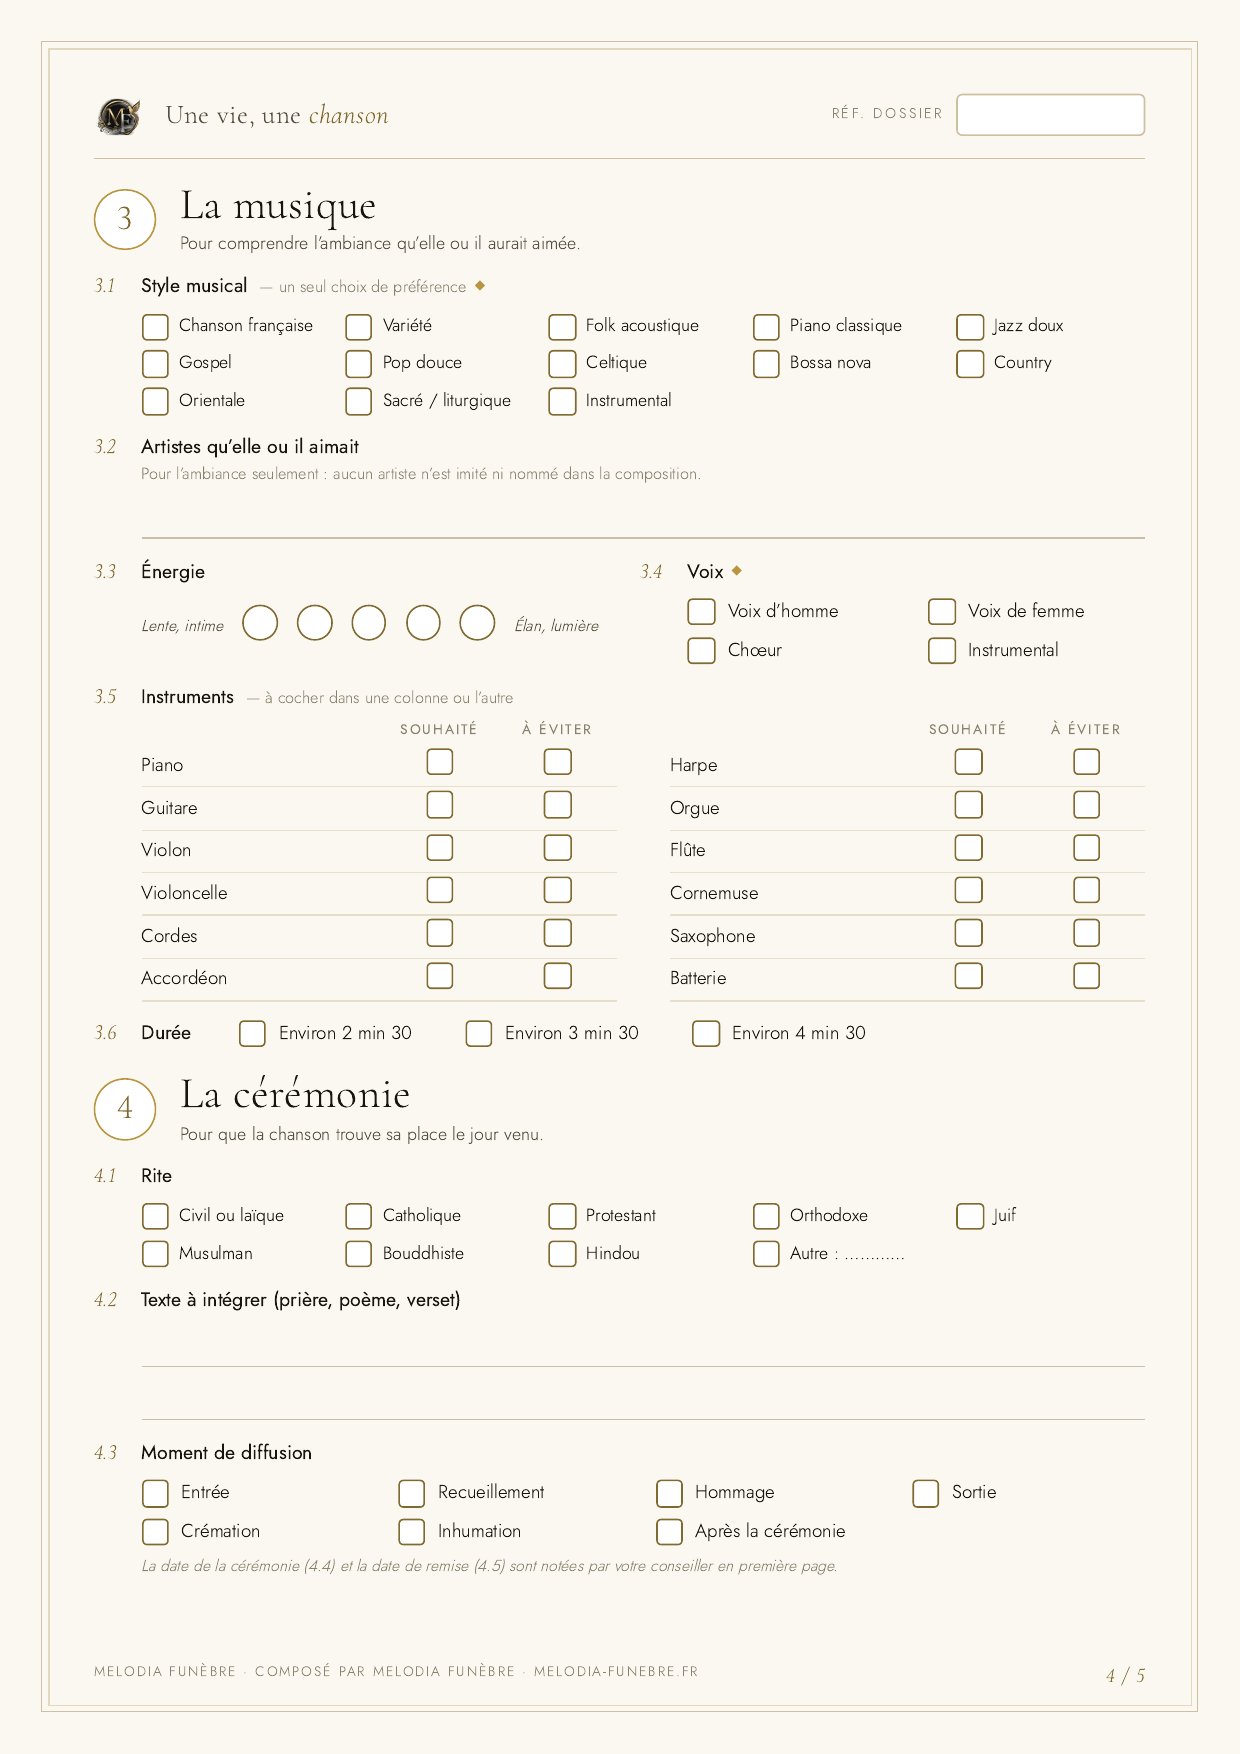 Une vie, une chanson
RÉF. DOSSIER
3
La musique
Pour comprendre l'ambiance qu'elle ou il aurait aimée.
3.1 Style musical — un seul choix de préférence ◆
Chanson française Variété Folk acoustique Piano classique Jazz doux
Gospel Pop douce Celtique Bossa nova Country
Orientale Sacré / liturgique Instrumental
3.2 Artistes qu'elle ou il aimait
Pour l'ambiance seulement : aucun artiste n'est imité ni nommé dans la composition.
3.3 Énergie
Lente, intime Élan, lumière
3.4 Voix ◆
Voix d'homme Voix de femme
Chœur Instrumental
3.5 Instruments — à cocher dans une colonne ou l'autre
SOUHAITÉ À ÉVITER SOUHAITÉ À ÉVITER
Piano Harpe
Guitare Orgue
Violon Flûte
Violoncelle Cornemuse
Cordes Saxophone
Accordéon Batterie
3.6 Durée Environ 2 min 30 Environ 3 min 30 Environ 4 min 30
4
La cérémonie
Pour que la chanson trouve sa place le jour venu.
4.1 Rite
Civil ou laïque Catholique Protestant Orthodoxe Juif
Musulman Bouddhiste Hindou Autre : ............
4.2 Texte à intégrer (prière, poème, verset)
4.3 Moment de diffusion
Entrée Recueillement Hommage Sortie
Crémation Inhumation Après la cérémonie
La date de la cérémonie (4.4) et la date de remise (4.5) sont notées par votre conseiller en première page.
MELODIA FUNÈBRE · COMPOSÉ PAR MELODIA FUNÈBRE · MELODIA-FUNEBRE.FR
4 / 5